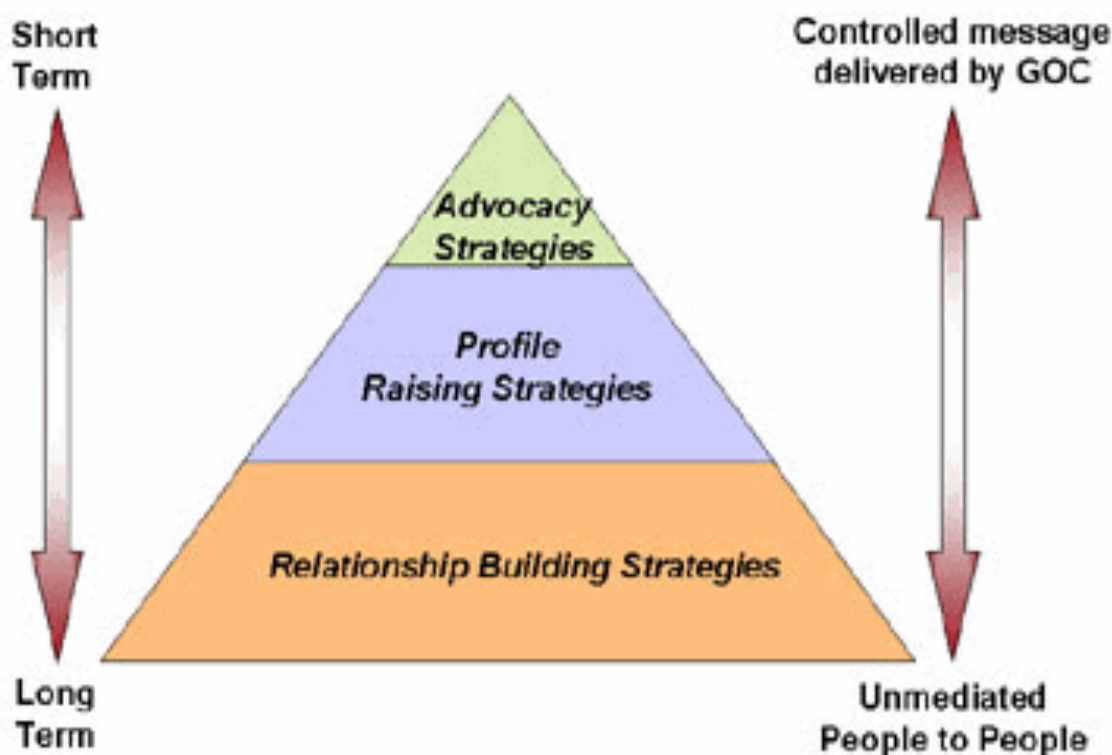 Short
Term
Controlled message
delivered by GOC
Advocacy
Strategies
Profile
Raising Strategies
Relationship Building Strategies
Long
Term
Unmediated
People to People